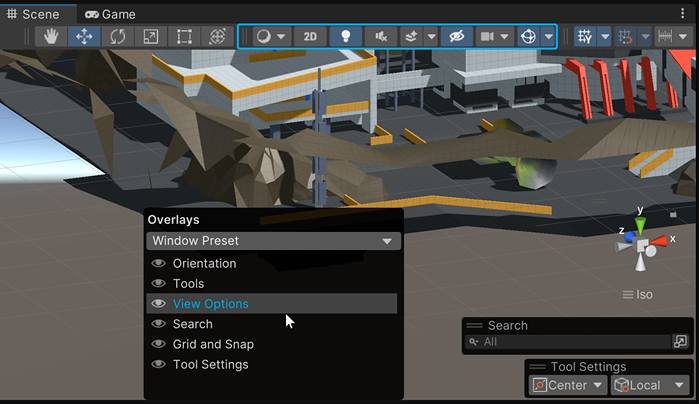 Scene
Game
2D
Overlays
Window Preset
Orientation
Tools
View Options
Search
Grid and Snap
Tool Settings
y
z
x
Iso
Search
All
Tool Settings
Center
Local